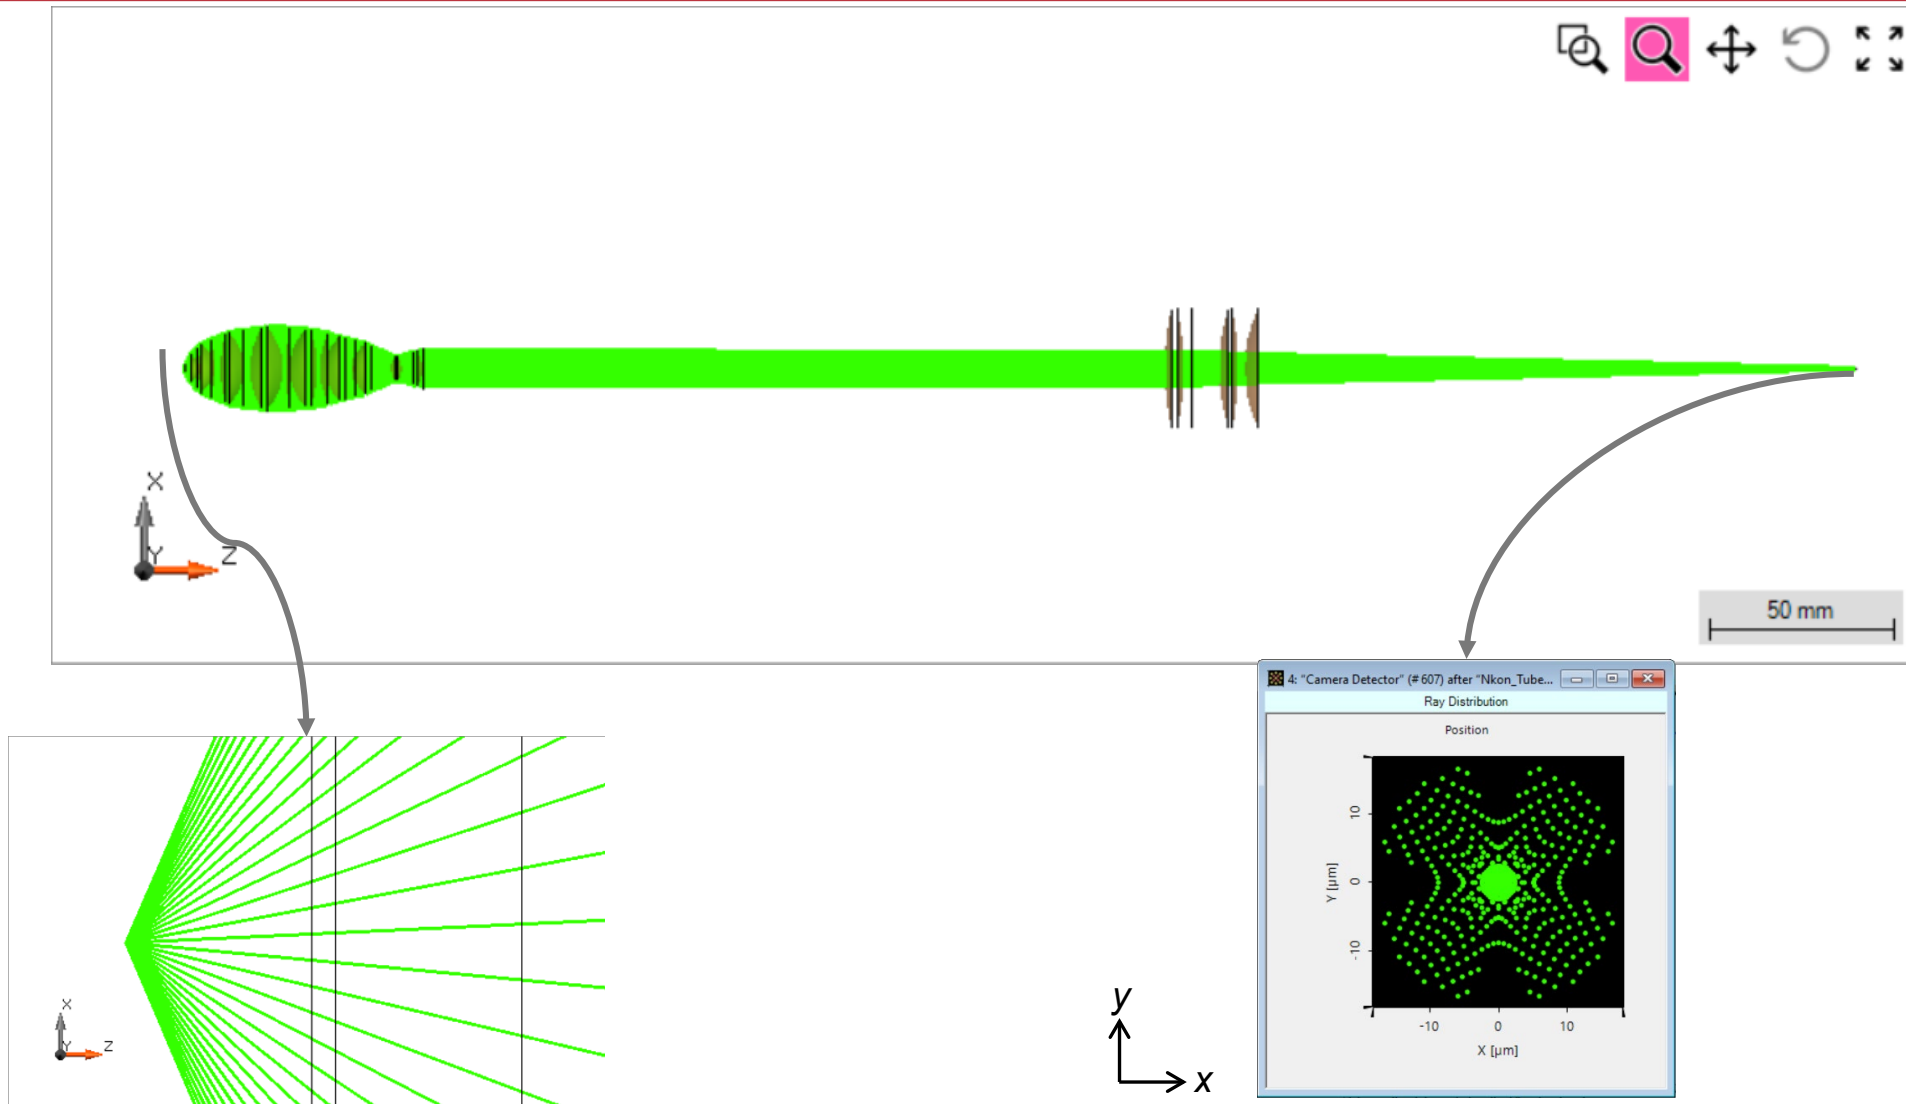 X
Y
Z
50 mm
4: "Camera Detector" (# 607) after "Nkon_Tube...
Ray Distribution
Position
10
0
-10
Y [µm]
-10
0
10
X [µm]
X
Y
Z
y
x